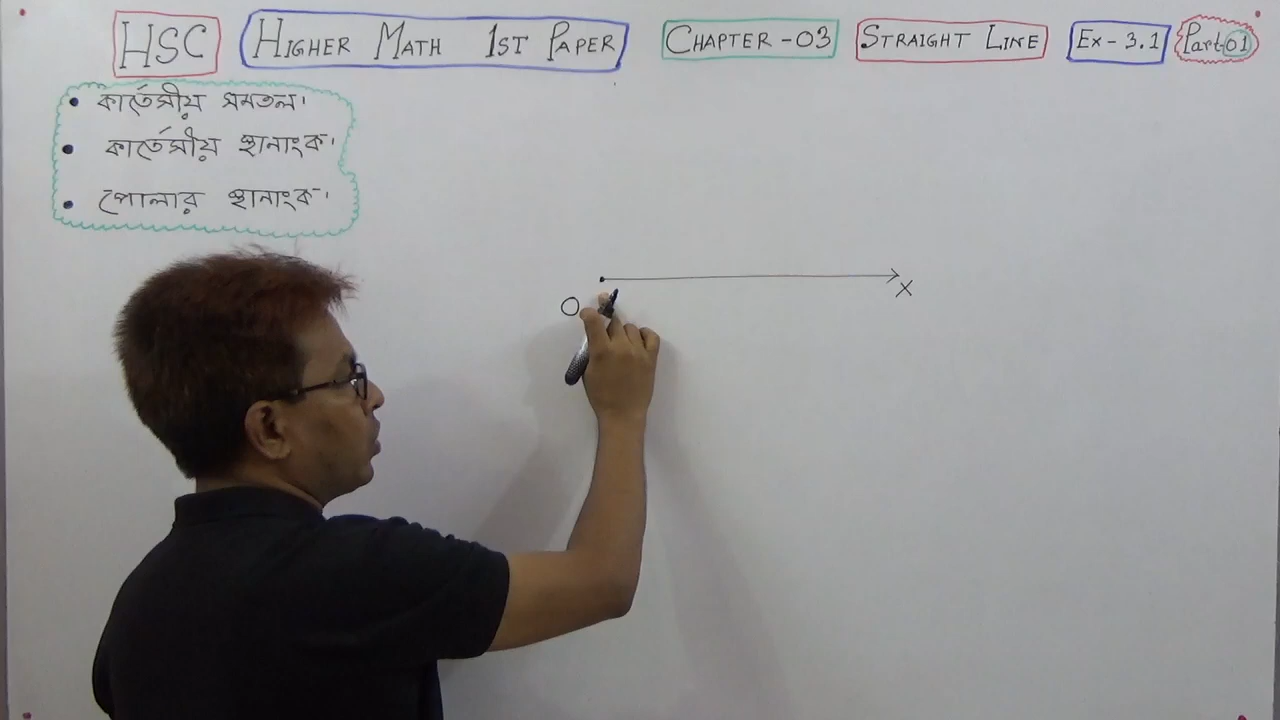 HSC HIGHER MATH 1ST PAPER CHAPTER-03 STRAIGHT LINE Ex-3.1 Part-01
• কার্তেসীয় সমতল।
• কার্তেসীয় স্থানাংক।
• পোলার স্থানাংক।
O X